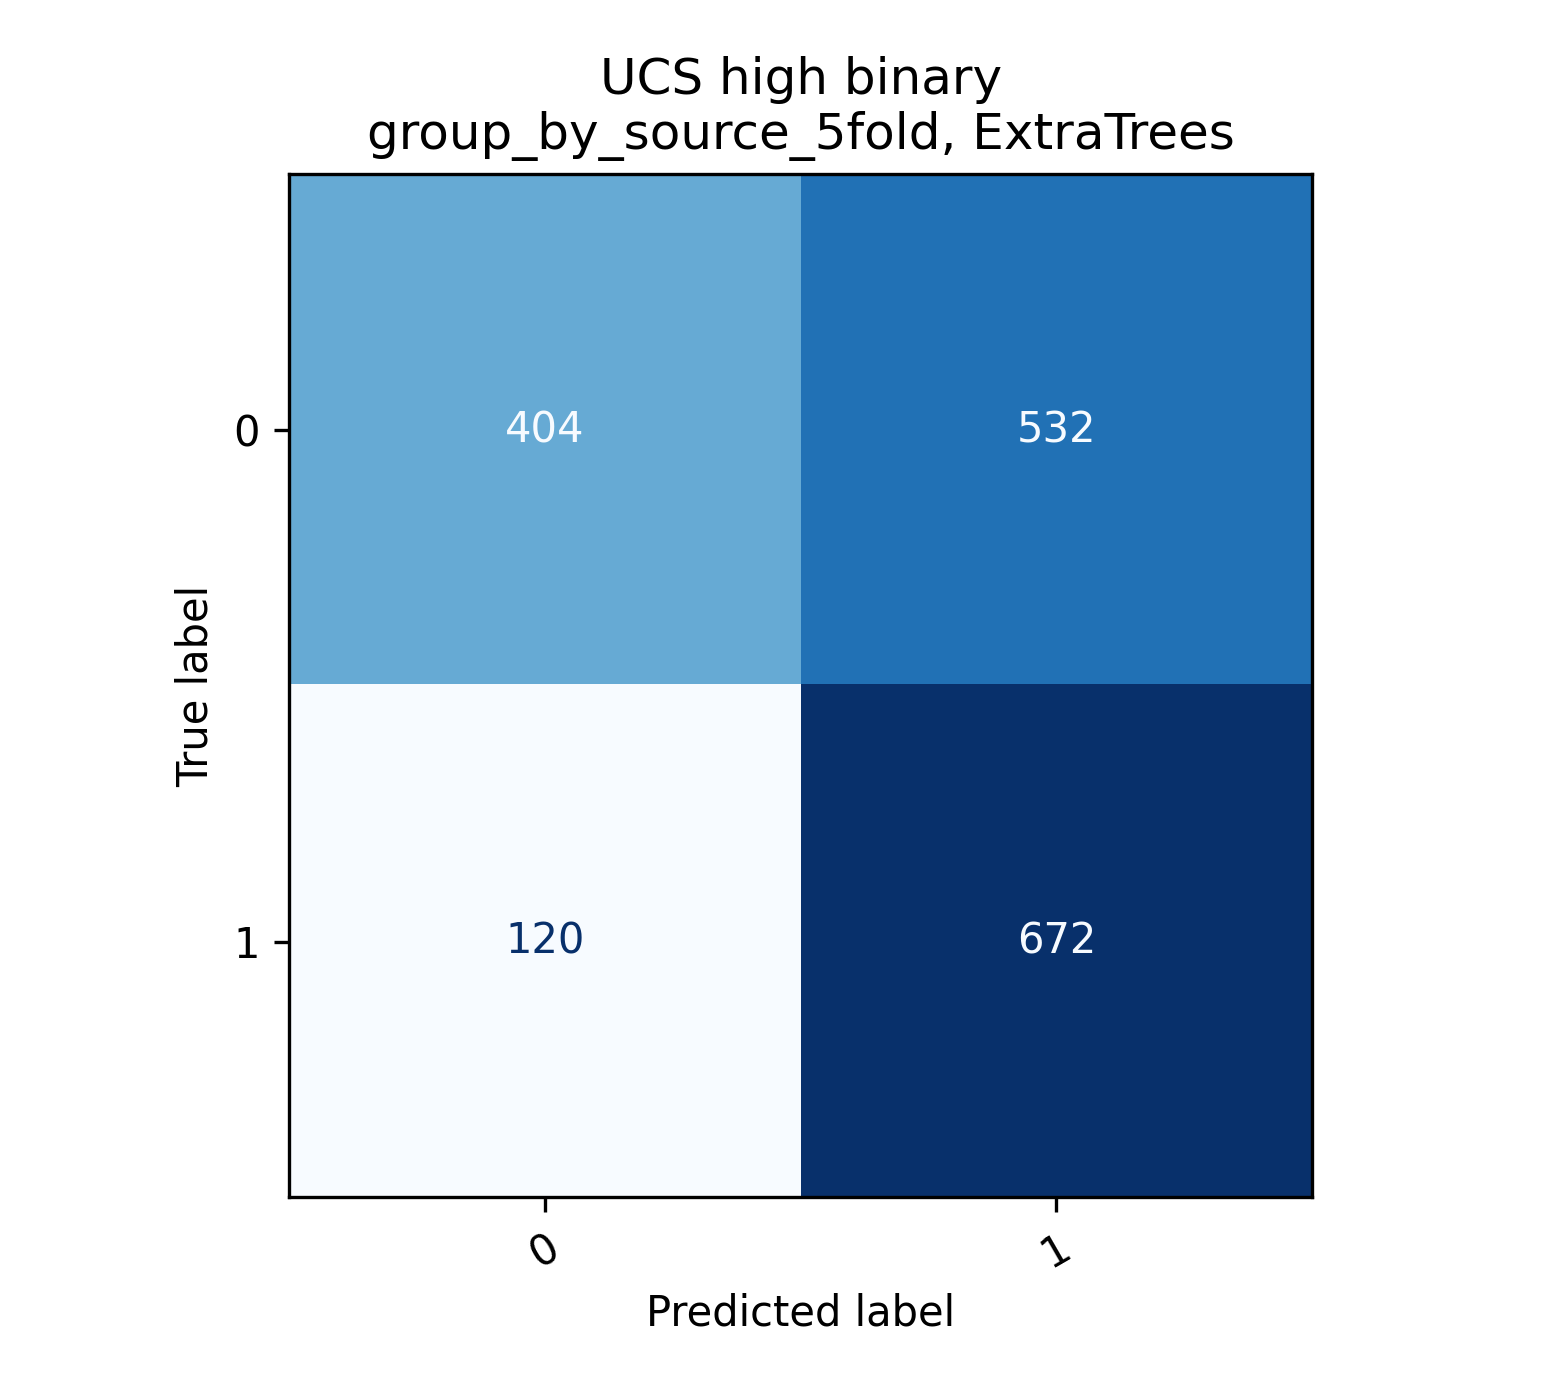 UCS high binary
group_by_source_5fold, ExtraTrees
True label
0
404
532
1
120
672
0
1
Predicted label